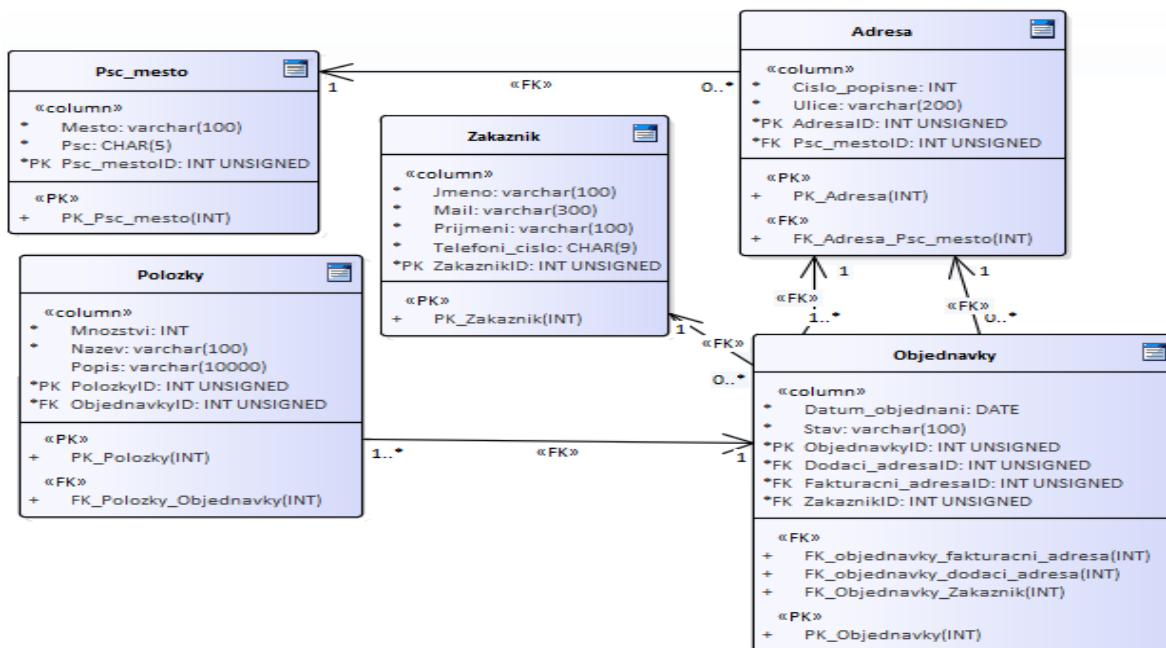 Psc_mesto
«column»
* Mesto: varchar(100)
* Psc: CHAR(5)
*PK Psc_mestoID: INT UNSIGNED
«PK»
+ PK_Psc_mesto(INT)
1
«FK»
0..*
Adresa
«column»
* Cislo_popisne: INT
* Ulice: varchar(200)
*PK AdresaID: INT UNSIGNED
*FK Psc_mestoID: INT UNSIGNED
«PK»
+ PK_Adresa(INT)
«FK»
+ FK_Adresa_Psc_mesto(INT)
Zakaznik
«column»
* Jmeno: varchar(100)
* Mail: varchar(300)
* Prijmeni: varchar(100)
* Telefoni_cislo: CHAR(9)
*PK ZakaznikID: INT UNSIGNED
«PK»
+ PK_Zakaznik(INT)
Polozky
«column»
* Mnozstvi: INT
* Nazev: varchar(100)
Popis: varchar(10000)
*PK PolozkyID: INT UNSIGNED
*FK ObjednavkyID: INT UNSIGNED
«PK»
+ PK_Polozky(INT)
«FK»
+ FK_Polozky_Objednavky(INT)
1
«FK»
1..*
1
«FK»
0..*
1
«FK»
0..*
1..*
«FK»
1
Objednavky
«column»
* Datum_objednani: DATE
* Stav: varchar(100)
*PK ObjednavkyID: INT UNSIGNED
*FK Dodaci_adresaID: INT UNSIGNED
*FK Fakturacni_adresaID: INT UNSIGNED
*FK ZakaznikID: INT UNSIGNED
«FK»
+ FK_objednavky_fakturacni_adresa(INT)
+ FK_objednavky_dodaci_adresa(INT)
+ FK_Objednavky_Zakaznik(INT)
«PK»
+ PK_Objednavky(INT)